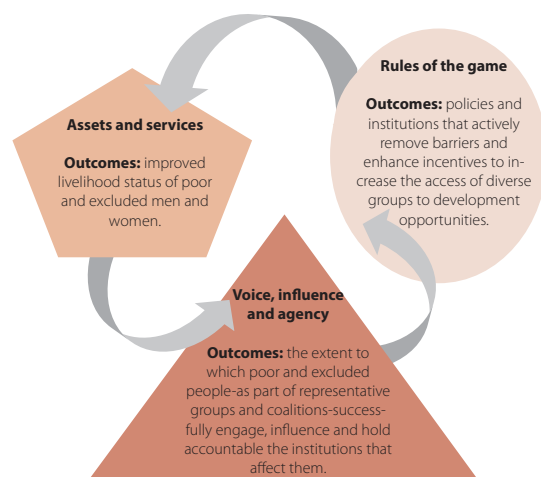 Rules of the game
Outcomes: policies and
institutions that actively
remove barriers and
enhance incentives to in-
crease the access of diverse
groups to development
opportunities.
Assets and services
Outcomes: improved
livelihood status of poor
and excluded men and
women.
Voice, influence
and agency
Outcomes: the extent to
which poor and excluded
people-as part of representative
groups and coalitions-success-
fully engage, influence and hold
accountable the institutions that
affect them.